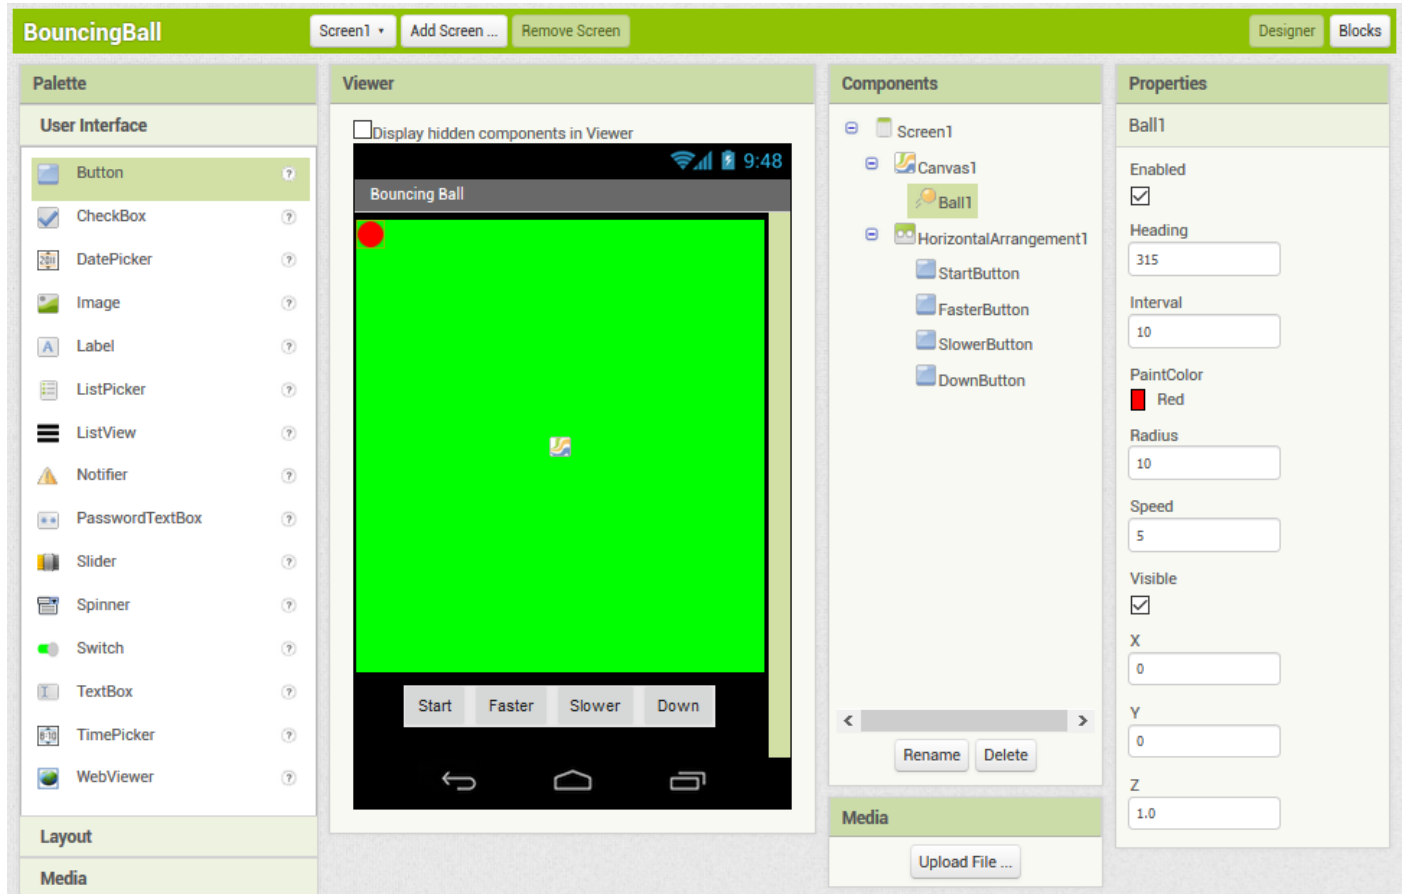 BouncingBall
Screen1
Add Screen ...
Remove Screen
Designer
Blocks
Palette
User Interface
Button
?
CheckBox
?
DatePicker
?
Image
?
Label
?
ListPicker
?
ListView
?
Notifier
?
PasswordTextBox
?
Slider
?
Spinner
?
Switch
?
TextBox
?
TimePicker
?
WebViewer
?
Layout
Media
Viewer
Display hidden components in Viewer
9:48
Bouncing Ball
Start
Faster
Slower
Down
Components
Screen1
Canvas1
Ball1
HorizontalArrangement1
StartButton
FasterButton
SlowerButton
DownButton
Rename
Delete
Media
Upload File ...
Properties
Ball1
Enabled
Heading
315
Interval
10
PaintColor
Red
Radius
10
Speed
5
Visible
X
0
Y
0
Z
1.0